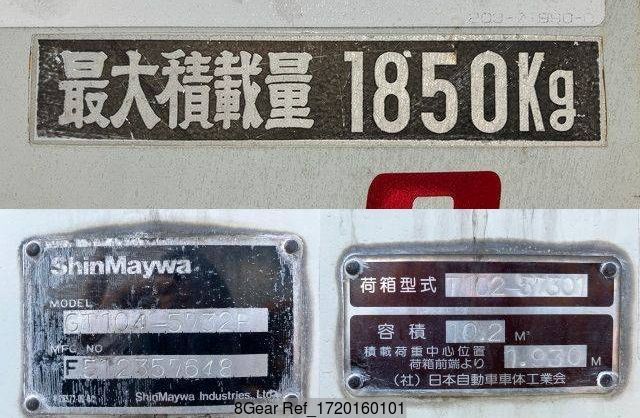 最大積載量 1850Kg
ShinMaywa
MODEL
GT104-5532H
MFG. NO
ShinMaywa Industries, Ltd.
荷箱型式
容積 10.2 M³
積載荷重中心位置
荷箱前端より 1.930 M
(社)日本自動車車体工業会
8Gear Ref_1720160101